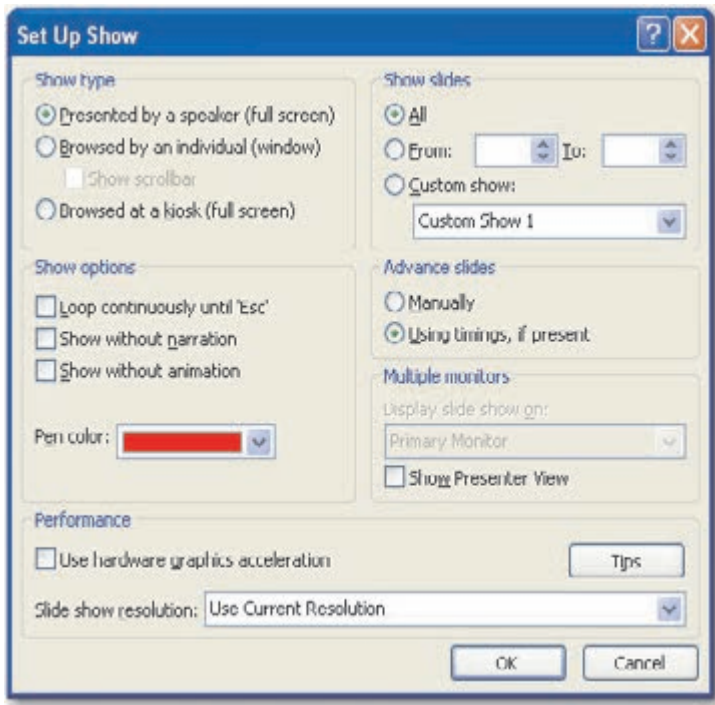 Set Up Show
Show type
Presented by a speaker (full screen)
Browsed by an individual (window)
Show scrollbar
Browsed at a kiosk (full screen)
Show slides
All
From: To:
Custom show:
Custom Show 1
Show options
Loop continuously until 'Esc'
Show without narration
Show without animation
Pen color:
Advance slides
Manually
Using timings, if present
Multiple monitors
Display slide show on:
Primary Monitor
Show Presenter View
Performance
Use hardware graphics acceleration
Tips
Slide show resolution: Use Current Resolution
OK Cancel